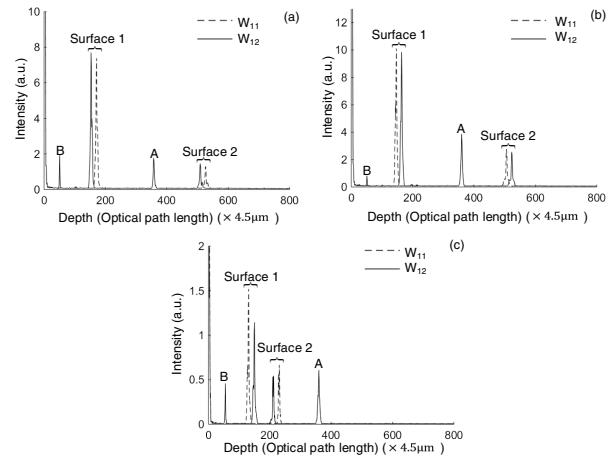 (a)
W₁₁
W₁₂
Surface 1
Surface 2
A
B
Intensity (a.u.)
10
8
6
4
2
0
0 200 400 600 800
Depth (Optical path length) (× 4.5μm )
(b)
W₁₁
W₁₂
Surface 1
Surface 2
A
B
Intensity (a.u.)
12
10
8
6
4
2
0
0 200 400 600 800
Depth (Optical path length) (× 4.5μm )
(c)
W₁₁
W₁₂
Surface 1
Surface 2
A
B
Intensity (a.u.)
2
1.5
1
0.5
0
0 200 400 600 800
Depth (Optical path length) (× 4.5μm )